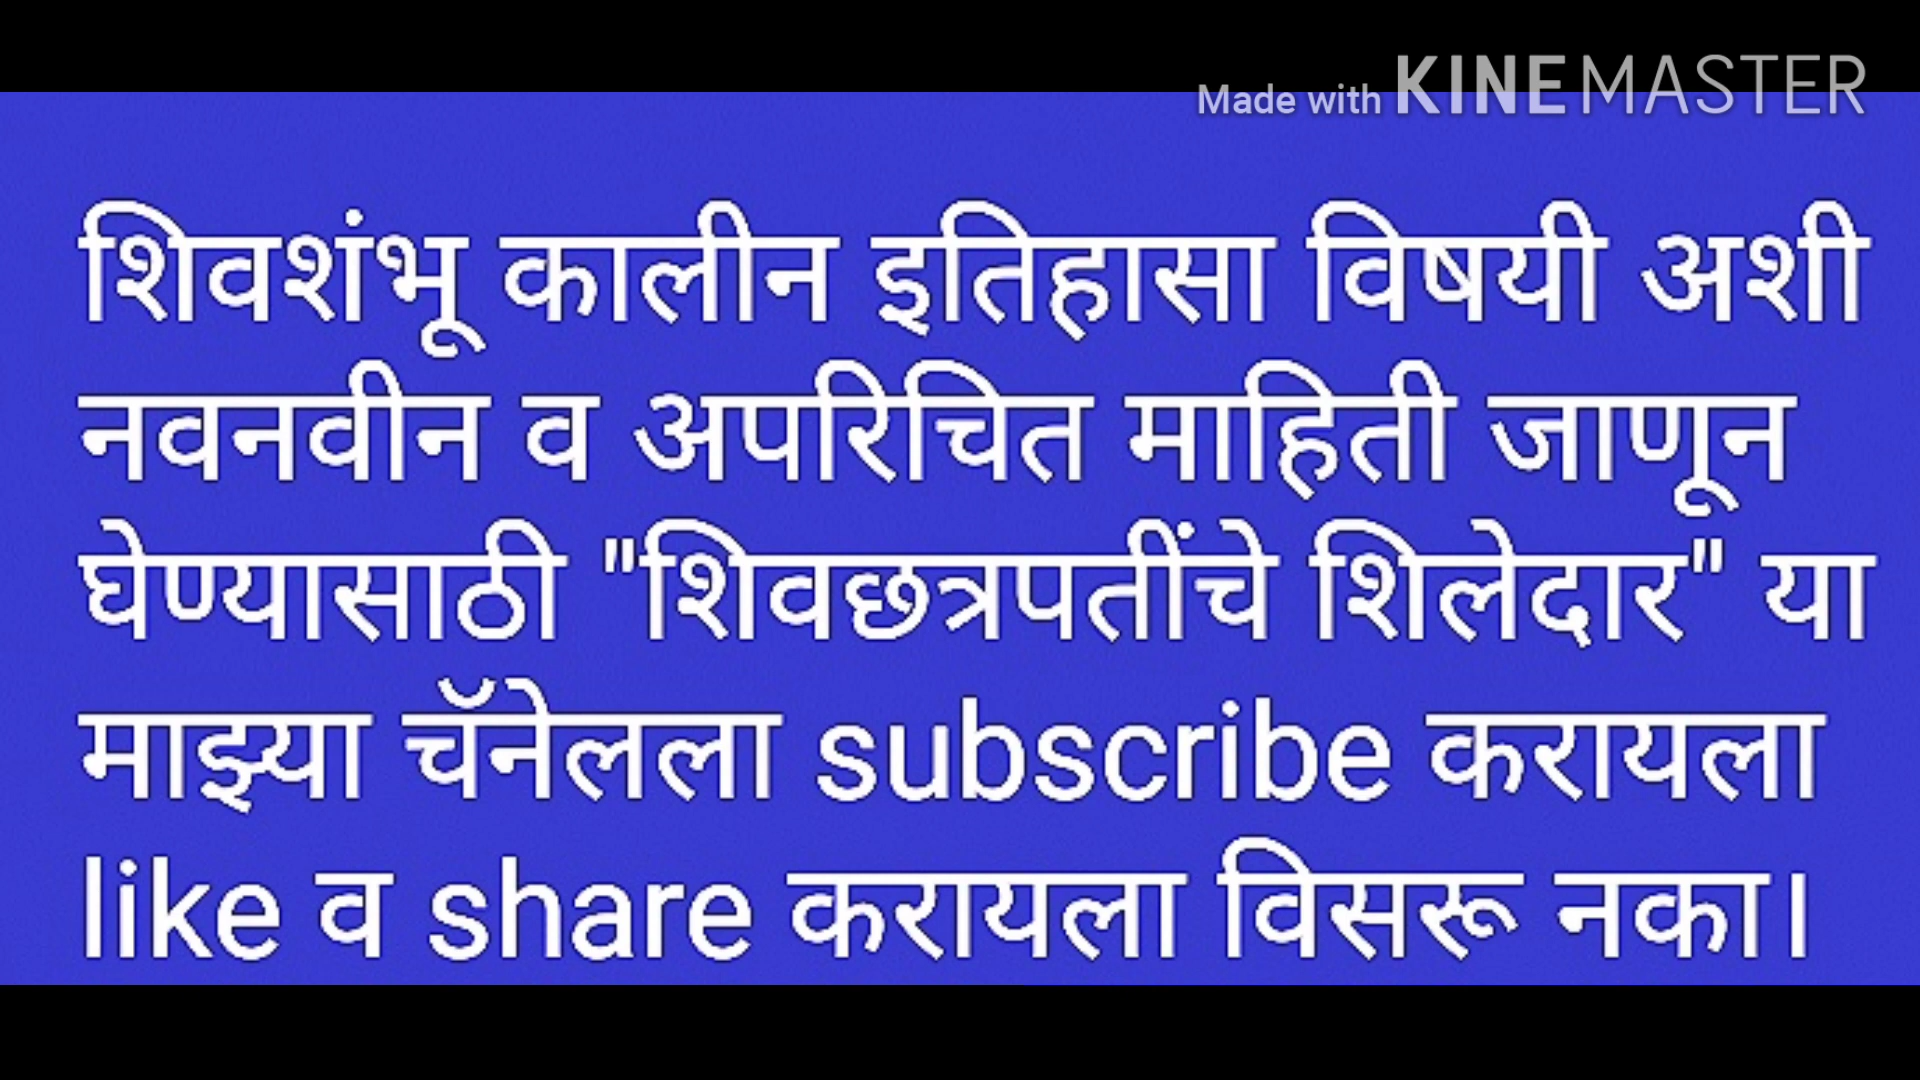 Made with KINEMASTER
शिवशंभू कालीन इतिहासा विषयी अशी
नवनवीन व अपरिचित माहिती जाणून
घेण्यासाठी "शिवछत्रपतींचे शिलेदार" या
माझ्या चॅनेलला subscribe करायला
like व share करायला विसरू नका।